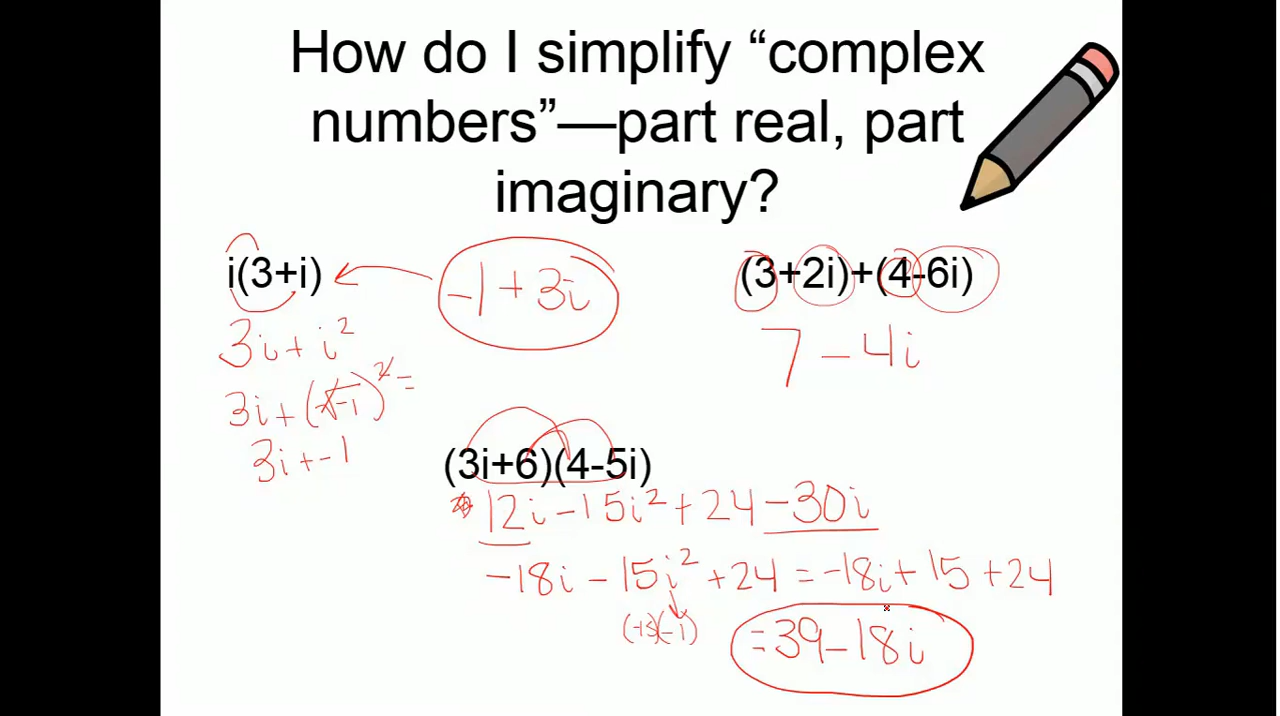 How do I simplify “complex
numbers”—part real, part
imaginary?
i(3+i)
-1 + 3i
3i + i²
3i + (√-1)² =
3i + -1
(3+2i)+(4-6i)
7 - 4i
(3i+6)(4-5i)
12i - 15i² + 24 - 30i
-18i - 15i² + 24 = -18i + 15 + 24
(-15)(-1)
= 39 - 18i